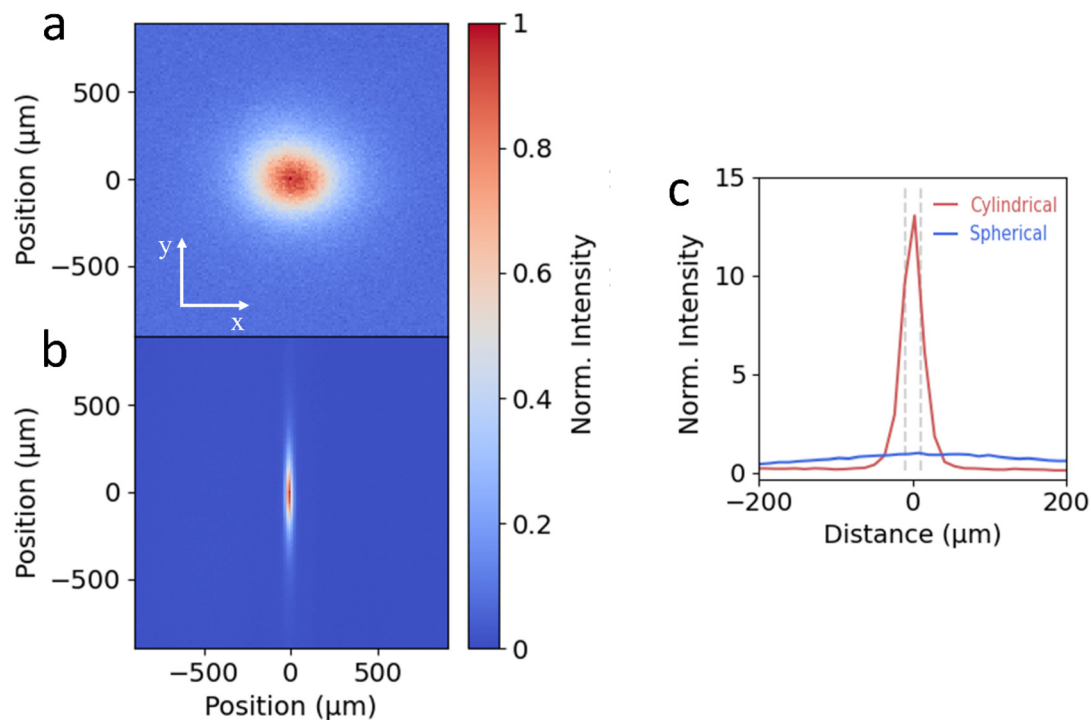 a
Position (μm)
500
0
−500
y
x
b
Position (μm)
500
0
−500
−500
0
500
Position (μm)
1
0.8
0.6
0.4
0.2
0
Norm. Intensity
c
Norm. Intensity
15
10
5
0
Cylindrical
Spherical
−200
0
200
Distance (μm)